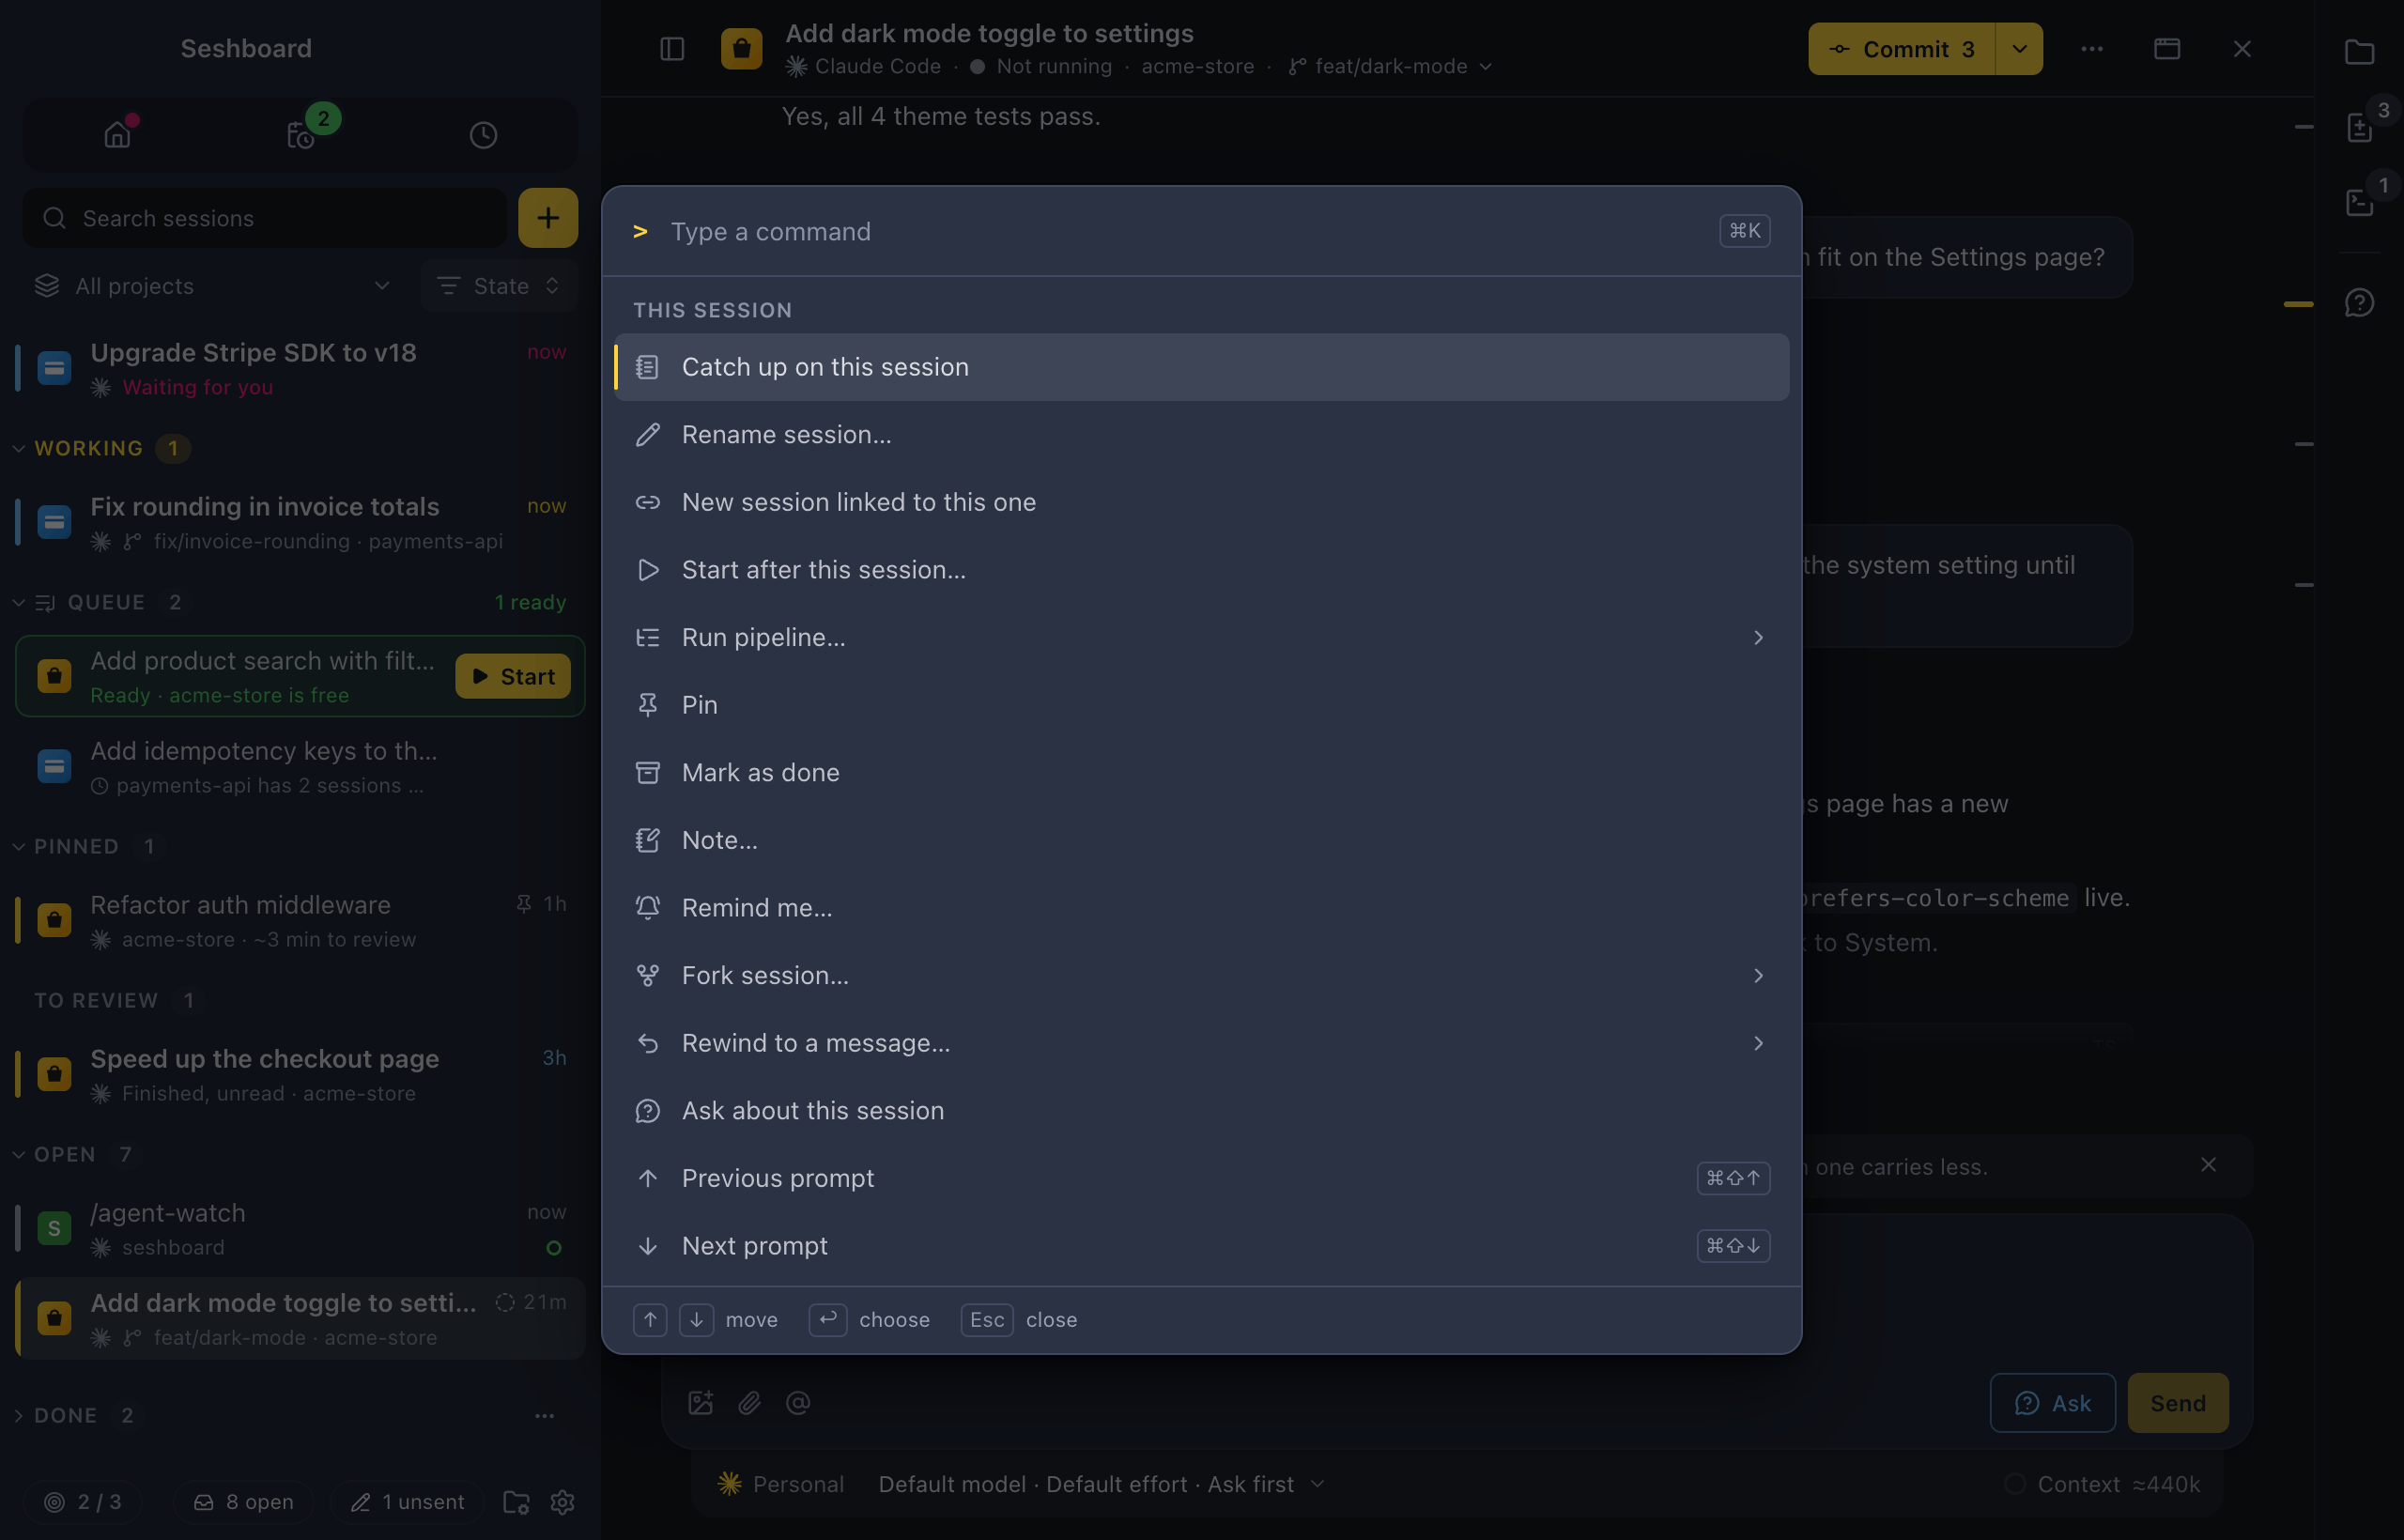 Seshboard
2
Search sessions
All projects
State
Upgrade Stripe SDK to v18
now
Waiting for you
WORKING 1
Fix rounding in invoice totals
now
fix/invoice-rounding · payments-api
QUEUE 2
1 ready
Add product search with filt...
Ready · acme-store is free
Start
Add idempotency keys to th...
payments-api has 2 sessions ...
PINNED 1
Refactor auth middleware
1h
acme-store · ~3 min to review
TO REVIEW 1
Speed up the checkout page
3h
Finished, unread · acme-store
OPEN 7
S
/agent-watch
now
seshboard
Add dark mode toggle to setti...
21m
feat/dark-mode · acme-store
DONE 2
2 / 3
8 open
1 unsent
Add dark mode toggle to settings
Claude Code · Not running · acme-store · feat/dark-mode
Commit 3
3
1
Yes, all 4 theme tests pass.
fit on the Settings page?
the system setting until
page has a new
prefers-color-scheme live.
to System.
one carries less.
> Type a command
⌘K
THIS SESSION
Catch up on this session
Rename session...
New session linked to this one
Start after this session...
Run pipeline...
Pin
Mark as done
Note...
Remind me...
Fork session...
Rewind to a message...
Ask about this session
Previous prompt
⌘⇧↑
Next prompt
⌘⇧↓
↑ ↓ move
↵ choose
Esc close
Ask
Send
Personal
Default model · Default effort · Ask first
Context ≈440k